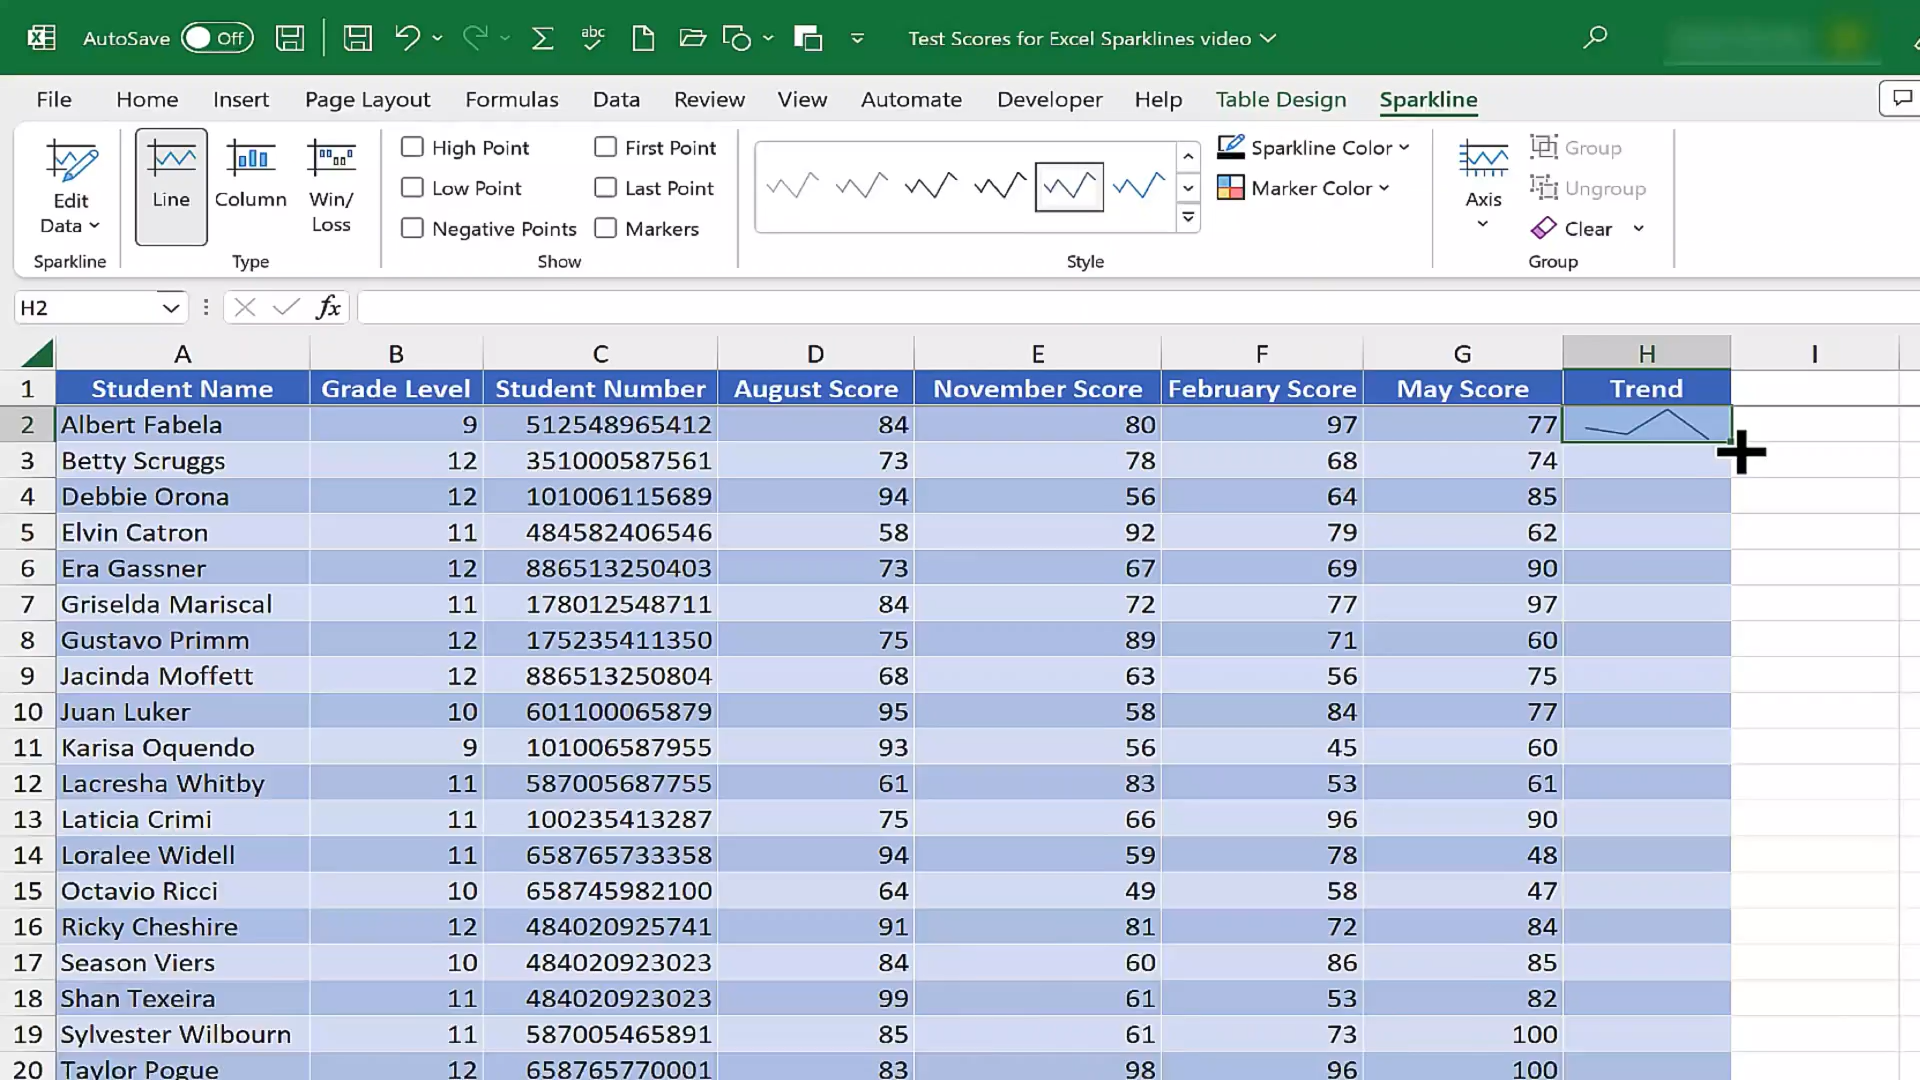 AutoSave Off abc Test Scores for Excel Sparklines video
File Home Insert Page Layout Formulas Data Review View Automate Developer Help Table Design Sparkline
Edit Data
Line
Column
Win/
Loss
High Point
Low Point
Negative Points
First Point
Last Point
Markers
Sparkline Color
Marker Color
Axis
Group
Ungroup
Clear
Sparkline Type Show Style Group
H2 fx
A B C D E F G H I
1 Student Name Grade Level Student Number August Score November Score February Score May Score Trend
2 Albert Fabela 9 512548965412 84 80 97 77
3 Betty Scruggs 12 351000587561 73 78 68 74
4 Debbie Orona 12 101006115689 94 56 64 85
5 Elvin Catron 11 484582406546 58 92 79 62
6 Era Gassner 12 886513250403 73 67 69 90
7 Griselda Mariscal 11 178012548711 84 72 77 97
8 Gustavo Primm 12 175235411350 75 89 71 60
9 Jacinda Moffett 12 886513250804 68 63 56 75
10 Juan Luker 10 601100065879 95 58 84 77
11 Karisa Oquendo 9 101006587955 93 56 45 60
12 Lacresha Whitby 11 587005687755 61 83 53 61
13 Laticia Crimi 11 100235413287 75 66 96 90
14 Loralee Widell 11 658765733358 94 59 78 48
15 Octavio Ricci 10 658745982100 64 49 58 47
16 Ricky Cheshire 12 484020925741 91 81 72 84
17 Season Viers 10 484020923023 84 60 86 85
18 Shan Texeira 11 484020923023 99 61 53 82
19 Sylvester Wilbourn 11 587005465891 85 61 73 100
20 Taylor Pogue 12 658765770001 83 98 96 100